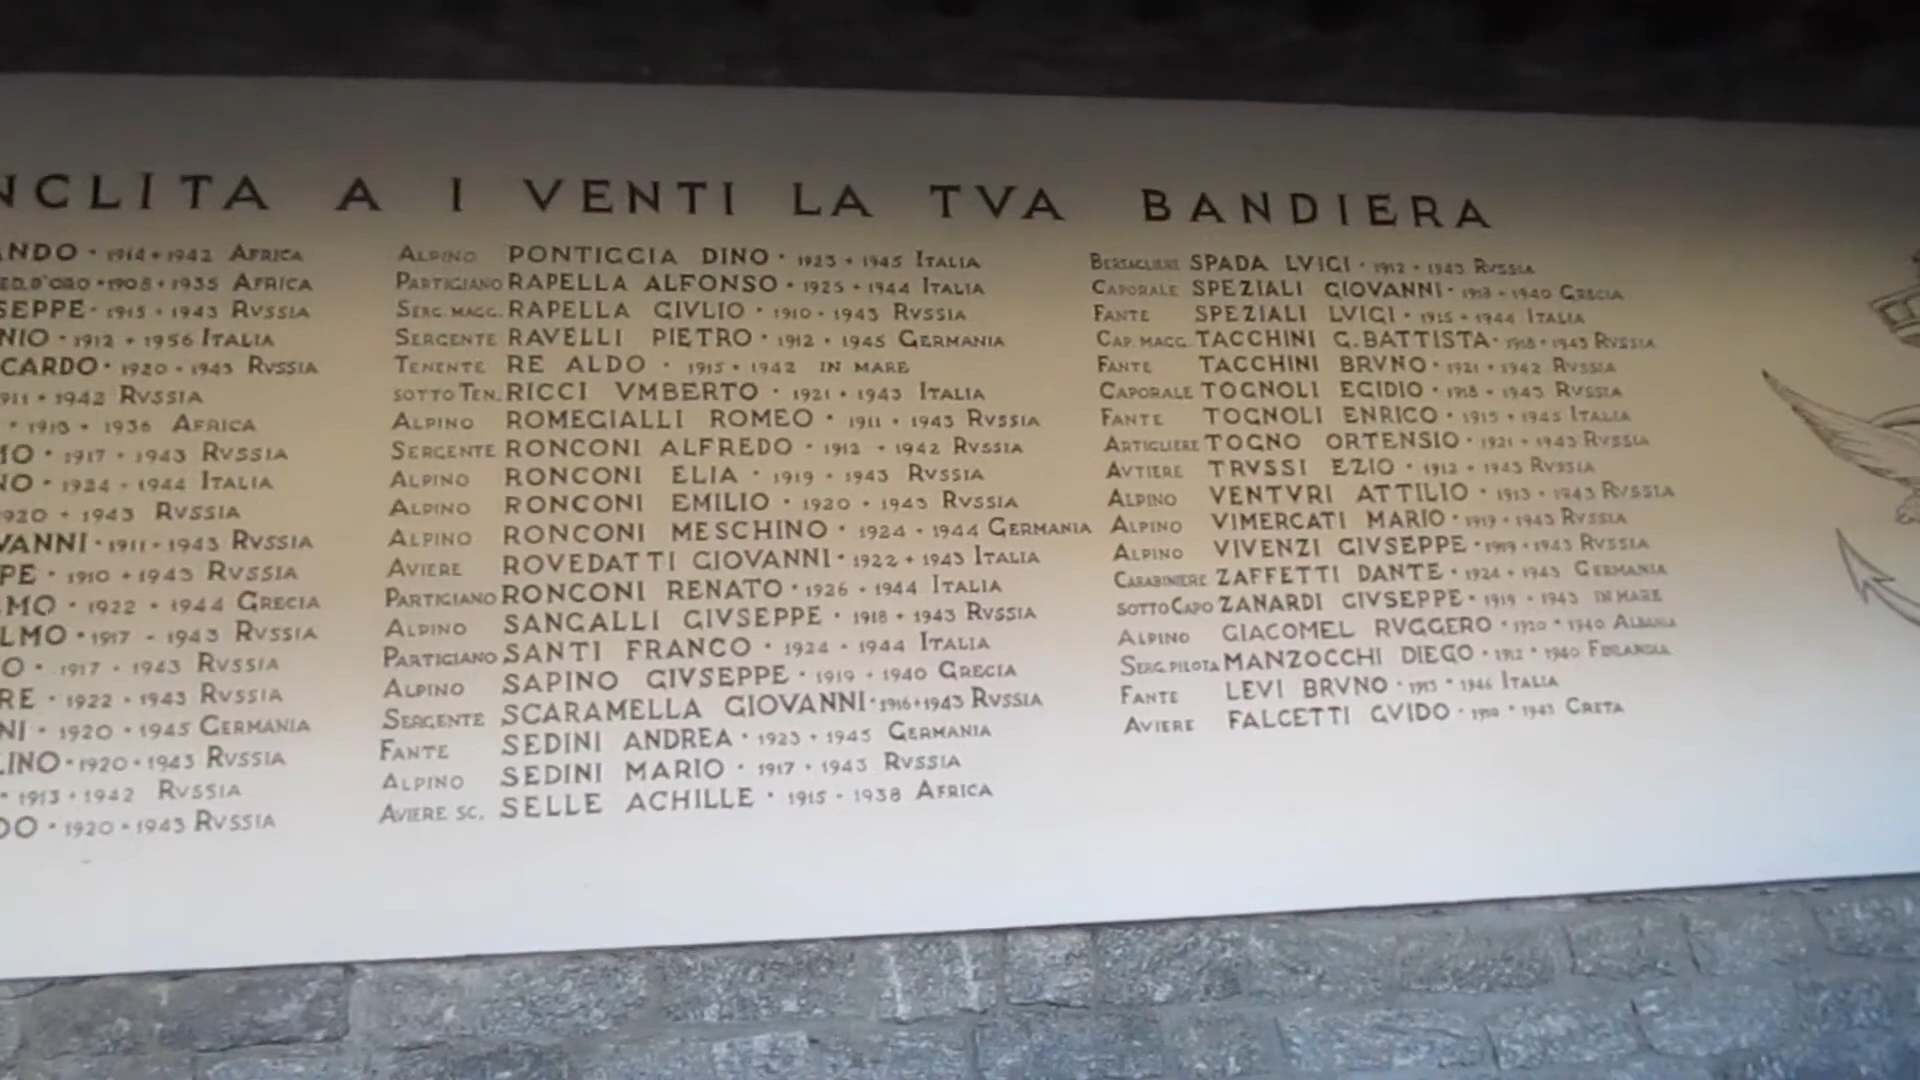 NCLITA A I VENTI LA TVA BANDIERA
ANDO · 1914 + 1942 AFRICA
ED. D'ORO · 1908 + 1935 AFRICA
SEPPE · 1915 + 1943 RVSSIA
NIO · 1912 + 1956 ITALIA
CARDO · 1920 + 1943 RVSSIA
911 + 1942 RVSSIA
· 1913 + 1936 AFRICA
MO · 1917 + 1943 RVSSIA
NO · 1924 + 1944 ITALIA
920 + 1943 RVSSIA
VANNI · 1911 + 1943 RVSSIA
PPE · 1910 + 1943 RVSSIA
MO · 1922 + 1944 GRECIA
ELMO · 1917 + 1943 RVSSIA
O · 1917 + 1943 RVSSIA
RE · 1922 + 1943 RVSSIA
NI · 1920 + 1945 GERMANIA
LINO · 1920 + 1943 RVSSIA
· 1913 + 1942 RVSSIA
DO · 1920 + 1943 RVSSIA
ALPINO PONTIGGIA DINO · 1923 + 1945 ITALIA
PARTIGIANO RAPELLA ALFONSO · 1925 + 1944 ITALIA
SERG. MAGG. RAPELLA GIVLIO · 1910 + 1943 RVSSIA
SERGENTE RAVELLI PIETRO · 1912 + 1945 GERMANIA
TENENTE RE ALDO · 1915 + 1942 IN MARE
SOTTO TEN. RICCI VMBERTO · 1921 + 1943 ITALIA
ALPINO ROMEGIALLI ROMEO · 1911 + 1943 RVSSIA
SERGENTE RONCONI ALFREDO · 1912 + 1942 RVSSIA
ALPINO RONCONI ELIA · 1919 + 1943 RVSSIA
ALPINO RONCONI EMILIO · 1920 + 1943 RVSSIA
ALPINO RONCONI MESCHINO · 1924 + 1944 GERMANIA
AVIERE ROVEDATTI GIOVANNI · 1922 + 1943 ITALIA
PARTIGIANO RONCONI RENATO · 1926 + 1944 ITALIA
ALPINO SANGALLI GIVSEPPE · 1918 + 1943 RVSSIA
PARTIGIANO SANTI FRANCO · 1924 + 1944 ITALIA
ALPINO SAPINO GIVSEPPE · 1919 + 1940 GRECIA
SERGENTE SCARAMELLA GIOVANNI · 1916 + 1943 RVSSIA
FANTE SEDINI ANDREA · 1923 + 1945 GERMANIA
ALPINO SEDINI MARIO · 1917 + 1943 RVSSIA
AVIERE SC. SELLE ACHILLE · 1915 + 1938 AFRICA
BERSAGLIERE SPADA LVIGI · 1912 + 1943 RVSSIA
CAPORALE SPEZIALI GIOVANNI · 1913 + 1940 GRECIA
FANTE SPEZIALI LVIGI · 1915 + 1944 ITALIA
CAP. MAGG. TACCHINI G. BATTISTA · 1918 + 1943 RVSSIA
FANTE TACCHINI BRVNO · 1921 + 1942 RVSSIA
CAPORALE TOGNOLI EGIDIO · 1918 + 1943 RVSSIA
FANTE TOGNOLI ENRICO · 1915 + 1945 ITALIA
ARTIGLIERE TOGNO ORTENSIO · 1921 + 1943 RVSSIA
AVTIERE TRVSSI EZIO · 1912 + 1943 RVSSIA
ALPINO VENTVRI ATTILIO · 1913 + 1943 RVSSIA
ALPINO VIMERCATI MARIO · 1919 + 1943 RVSSIA
ALPINO VIVENZI GIVSEPPE · 1919 + 1943 RVSSIA
CARABINIERE ZAFFETTI DANTE · 1924 + 1943 GERMANIA
SOTTO CAPO ZANARDI GIVSEPPE · 1919 + 1943 IN MARE
ALPINO GIACOMEL RVGGERO · 1920 + 1940 ALBANIA
SERG. PILOTA MANZOCCHI DIEGO · 1912 + 1940 FINLANDIA
FANTE LEVI BRVNO · 1913 + 1946 ITALIA
AVIERE FALCETTI GVIDO · + 1943 CRETA